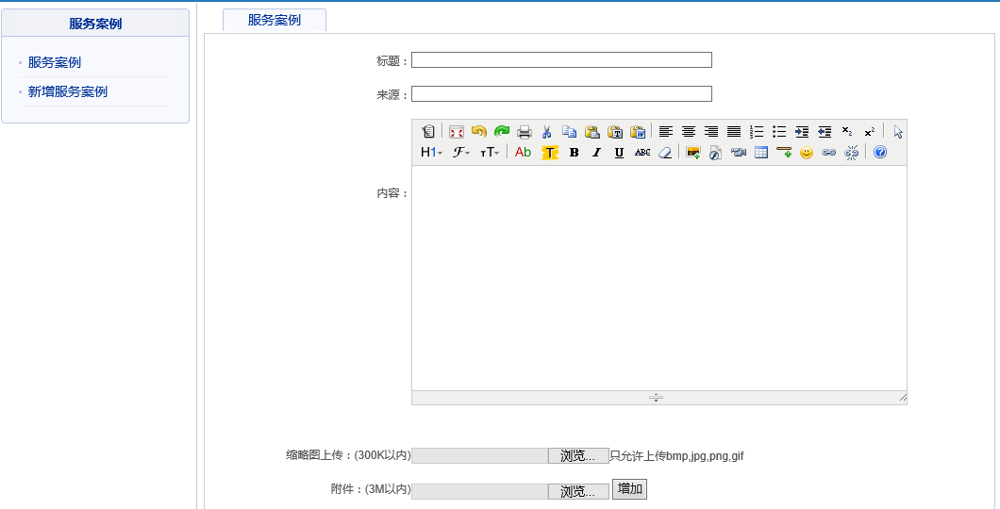 服务案例
服务案例
新增服务案例
服务案例
标题：
来源：
H1 ℱ тT Ab T B I U ABC
内容：
缩略图上传：(300K以内) 浏览... 只允许上传bmp,jpg,png,gif
附件：(3M以内) 浏览... 增加